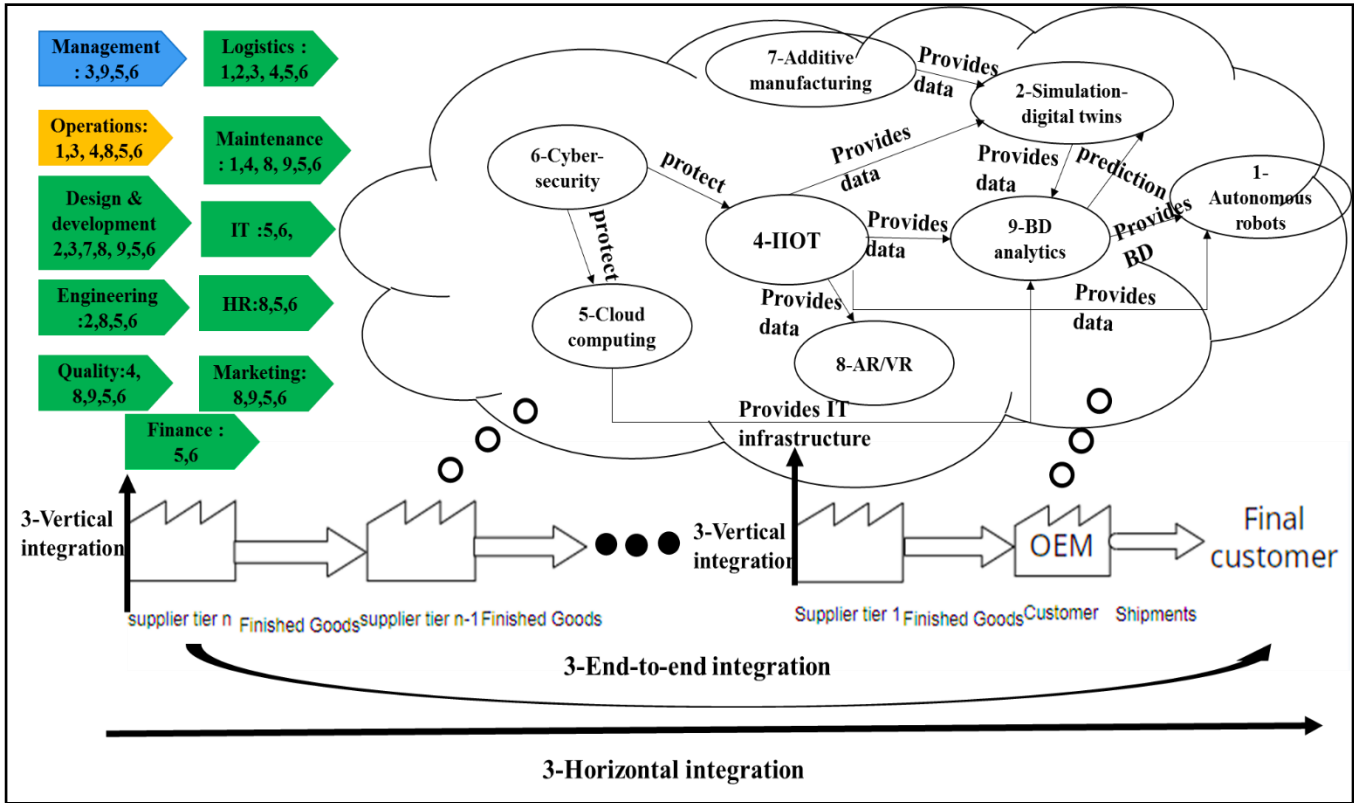 Management
: 3,9,5,6
Logistics :
1,2,3, 4,5,6
Operations:
1,3, 4,8,5,6
Maintenance
: 1,4, 8, 9,5,6
Design &
development
2,3,7,8, 9,5,6
IT :5,6,
Engineering
:2,8,5,6
HR:8,5,6
Quality:4,
8,9,5,6
Marketing:
8,9,5,6
Finance :
5,6
7-Additive
manufacturing
Provides
data
2-Simulation-
digital twins
6-Cyber-
security
protect
Provides
data
Provides
data
prediction
1-
Autonomous
robots
protect
4-IIOT
Provides
data
9-BD
analytics
Provides
BD
5-Cloud
computing
Provides
data
Provides
data
8-AR/VR
Provides IT
infrastructure
3-Vertical
integration
3-Vertical
integration
OEM
Final
customer
supplier tier n
Finished Goods
supplier tier n-1
Finished Goods
Supplier tier 1
Finished Goods
Customer
Shipments
3-End-to-end integration
3-Horizontal integration